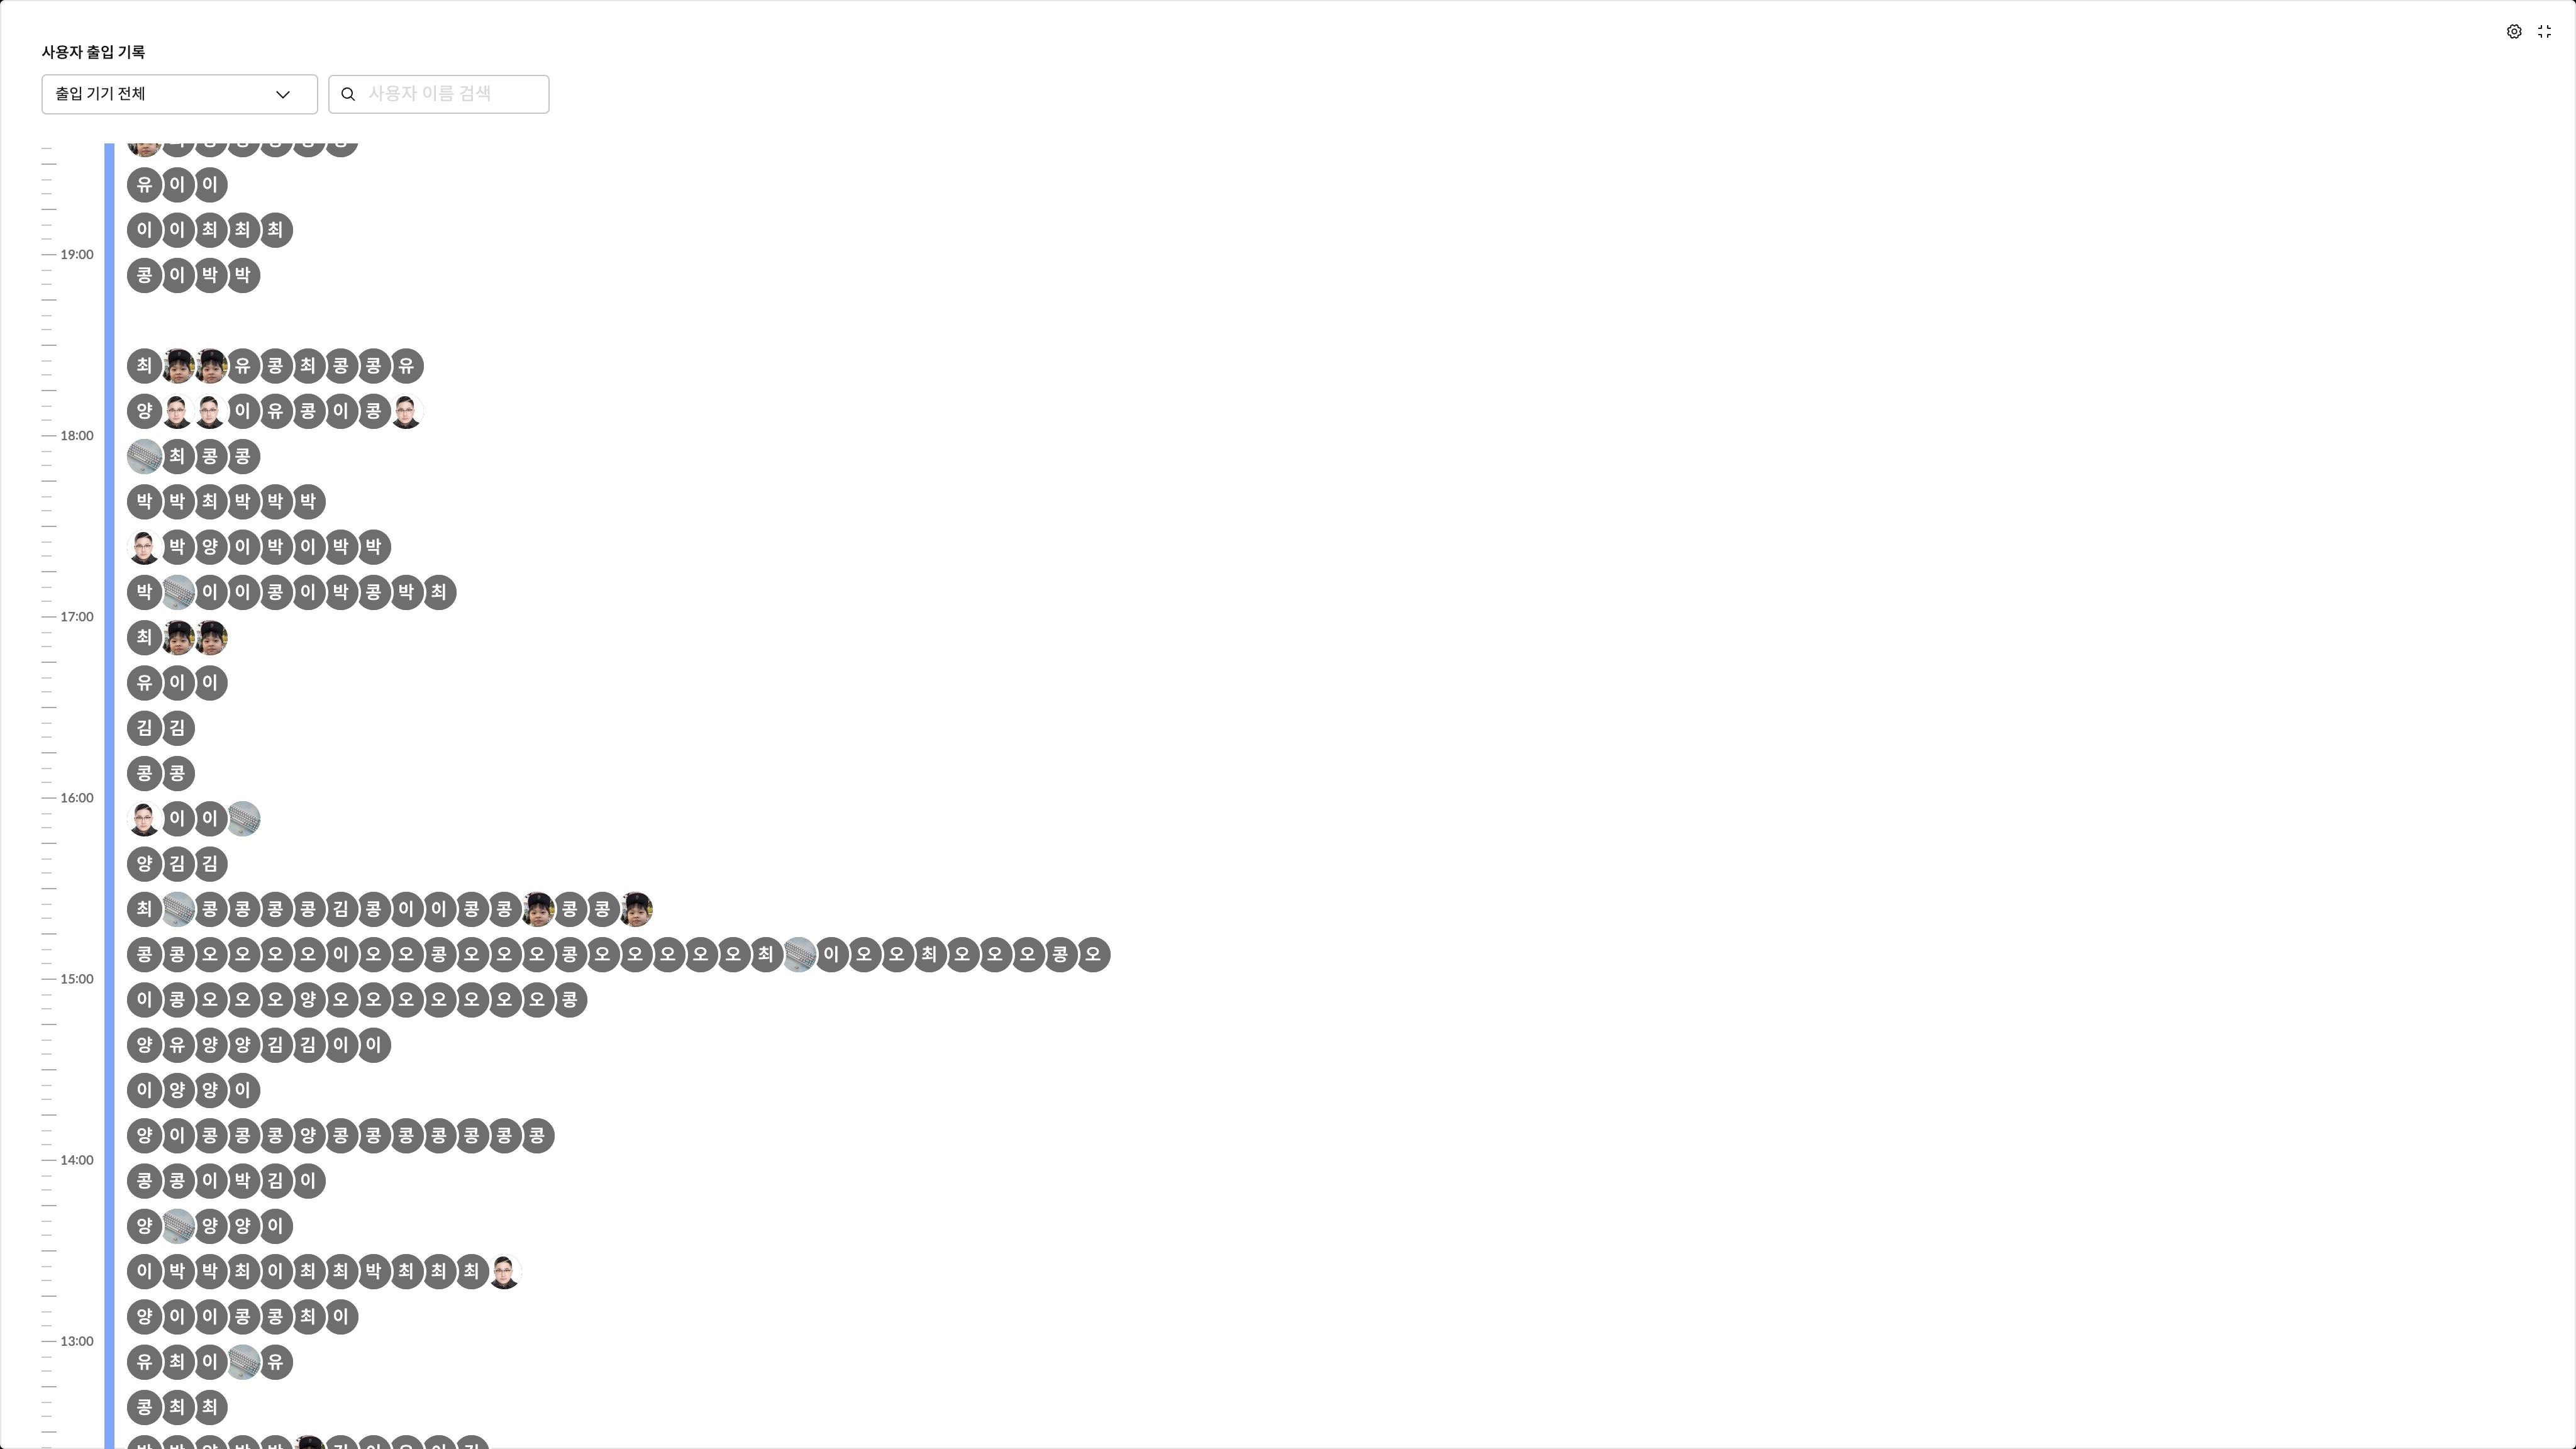 사용자 출입 기록
출입 기기 전체
사용자 이름 검색
유 이 이
이 이 최 최 최
19:00
콩 이 박 박
최 유 콩 최 콩 콩 유
양 이 유 콩 이 콩
18:00
최 콩 콩
박 박 최 박 박 박
박 양 이 박 이 박 박
박 이 이 콩 이 박 콩 박 최
17:00
최
유 이 이
김 김
콩 콩
16:00
이 이
양 김 김
최 콩 콩 콩 콩 김 콩 이 이 콩 콩 콩 콩
콩 콩 오 오 오 오 이 오 오 콩 오 오 오 콩 오 오 오 오 오 최 이 오 오 최 오 오 오 콩 오
15:00
이 콩 오 오 오 양 오 오 오 오 오 오 오 콩
양 유 양 양 김 김 이 이
이 양 양 이
양 이 콩 콩 콩 양 콩 콩 콩 콩 콩 콩 콩
14:00
콩 콩 이 박 김 이
양 양 양 이
이 박 박 최 이 최 최 박 최 최 최
양 이 이 콩 콩 최 이
13:00
유 최 이 유
콩 최 최